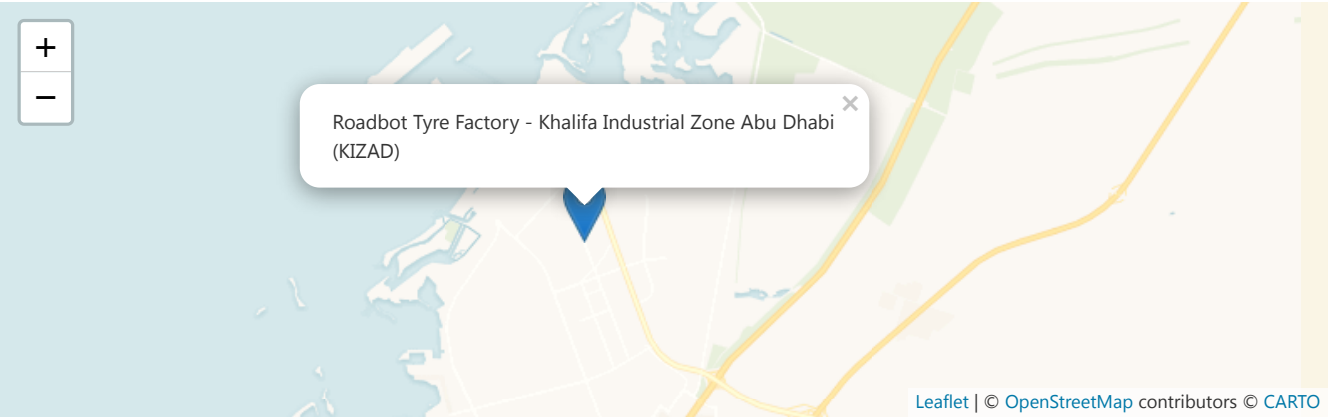 +
Roadbot Tyre Factory - Khalifa Industrial Zone Abu Dhabi ×
(KIZAD)
−
Leaflet | © OpenStreetMap contributors © CARTO